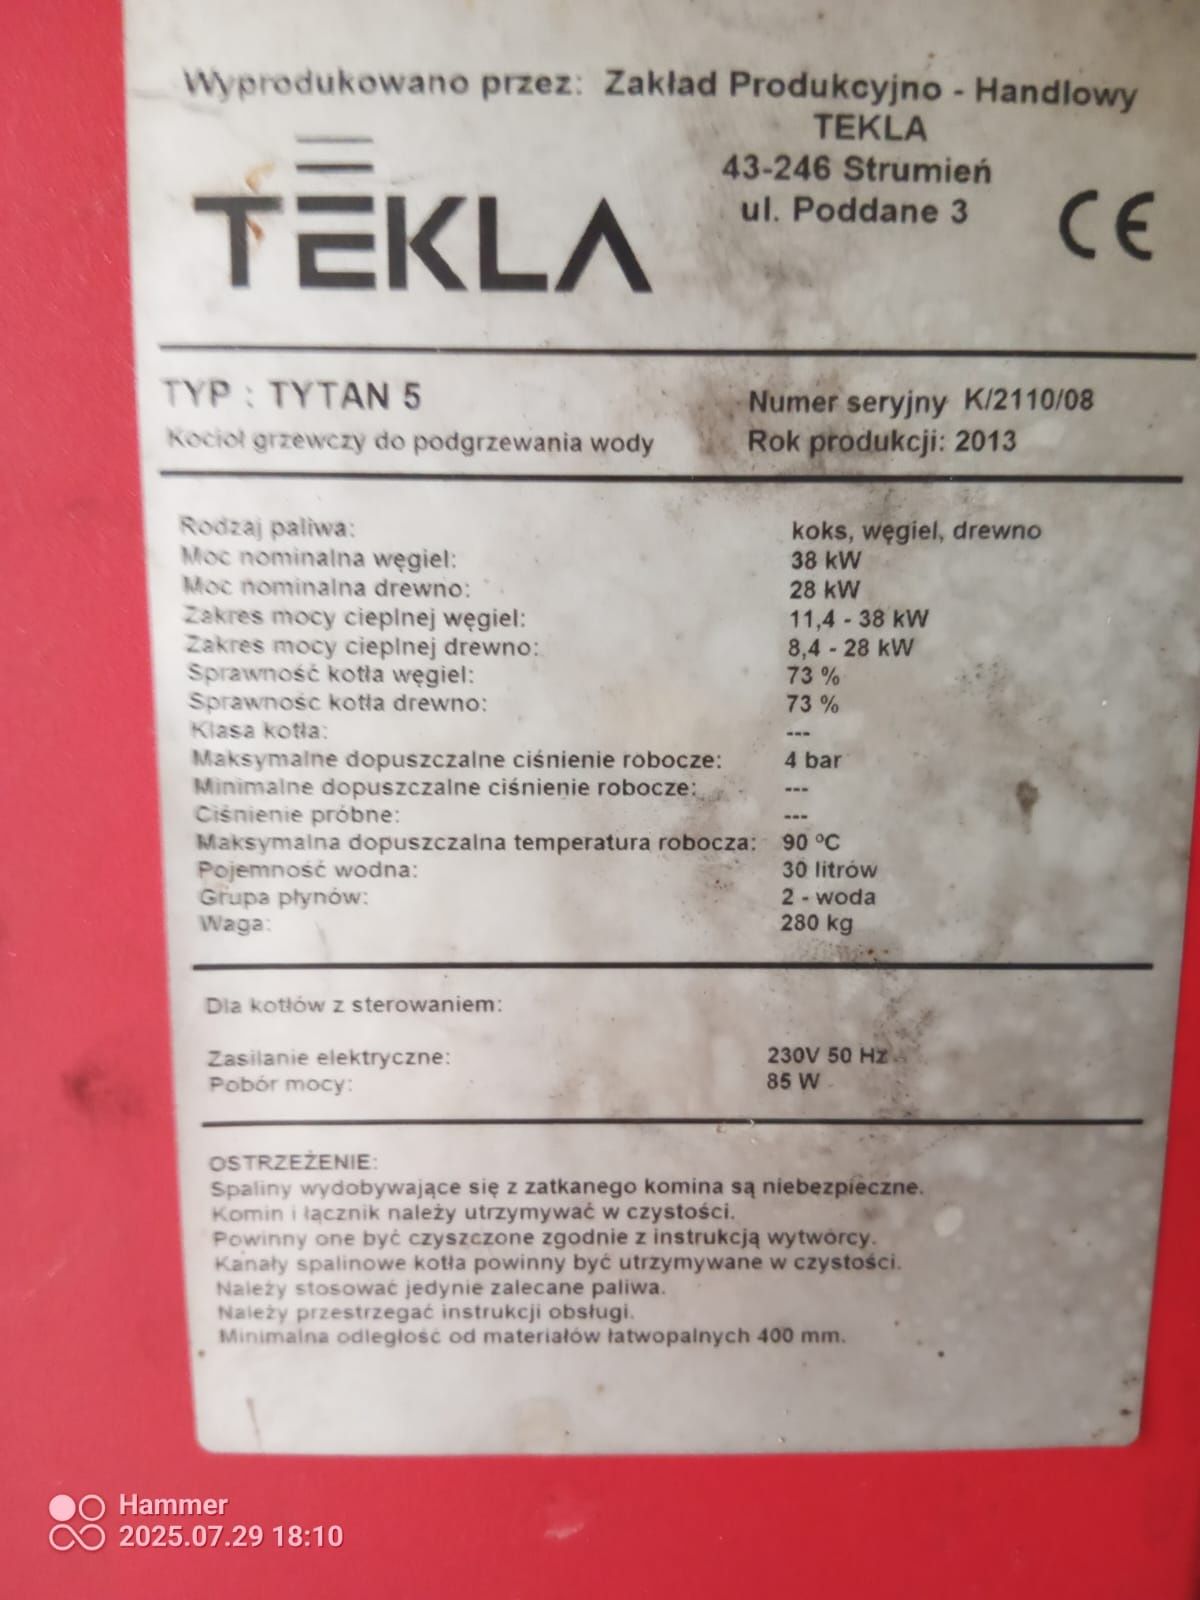 Wyprodukowano przez: Zakład Produkcyjno - Handlowy
TEKLA
43-246 Strumień
ul. Poddane 3
TEKLA
CE
TYP : TYTAN 5
Numer seryjny K/2110/08
Kocioł grzewczy do podgrzewania wody
Rok produkcji: 2013
Rodzaj paliwa: koks, węgiel, drewno
Moc nominalna węgiel: 38 kW
Moc nominalna drewno: 28 kW
Zakres mocy cieplnej węgiel: 11,4 - 38 kW
Zakres mocy cieplnej drewno: 8,4 - 28 kW
Sprawność kotła węgiel: 73 %
Sprawność kotła drewno: 73 %
Klasa kotła: ---
Maksymalne dopuszczalne ciśnienie robocze: 4 bar
Minimalne dopuszczalne ciśnienie robocze: ---
Ciśnienie próbne: ---
Maksymalna dopuszczalna temperatura robocza: 90 ºC
Pojemność wodna: 30 litrów
Grupa płynów: 2 - woda
Waga: 280 kg
Dla kotłów z sterowaniem:
Zasilanie elektryczne: 230V 50 Hz
Pobór mocy: 85 W
OSTRZEŻENIE:
Spaliny wydobywające się z zatkanego komina są niebezpieczne.
Komin i łącznik należy utrzymywać w czystości.
Powinny one być czyszczone zgodnie z instrukcją wytwórcy.
Kanały spalinowe kotła powinny być utrzymywane w czystości.
Należy stosować jedynie zalecane paliwa.
Należy przestrzegać instrukcji obsługi.
Minimalna odległość od materiałów łatwopalnych 400 mm.
Hammer
2025.07.29 18:10